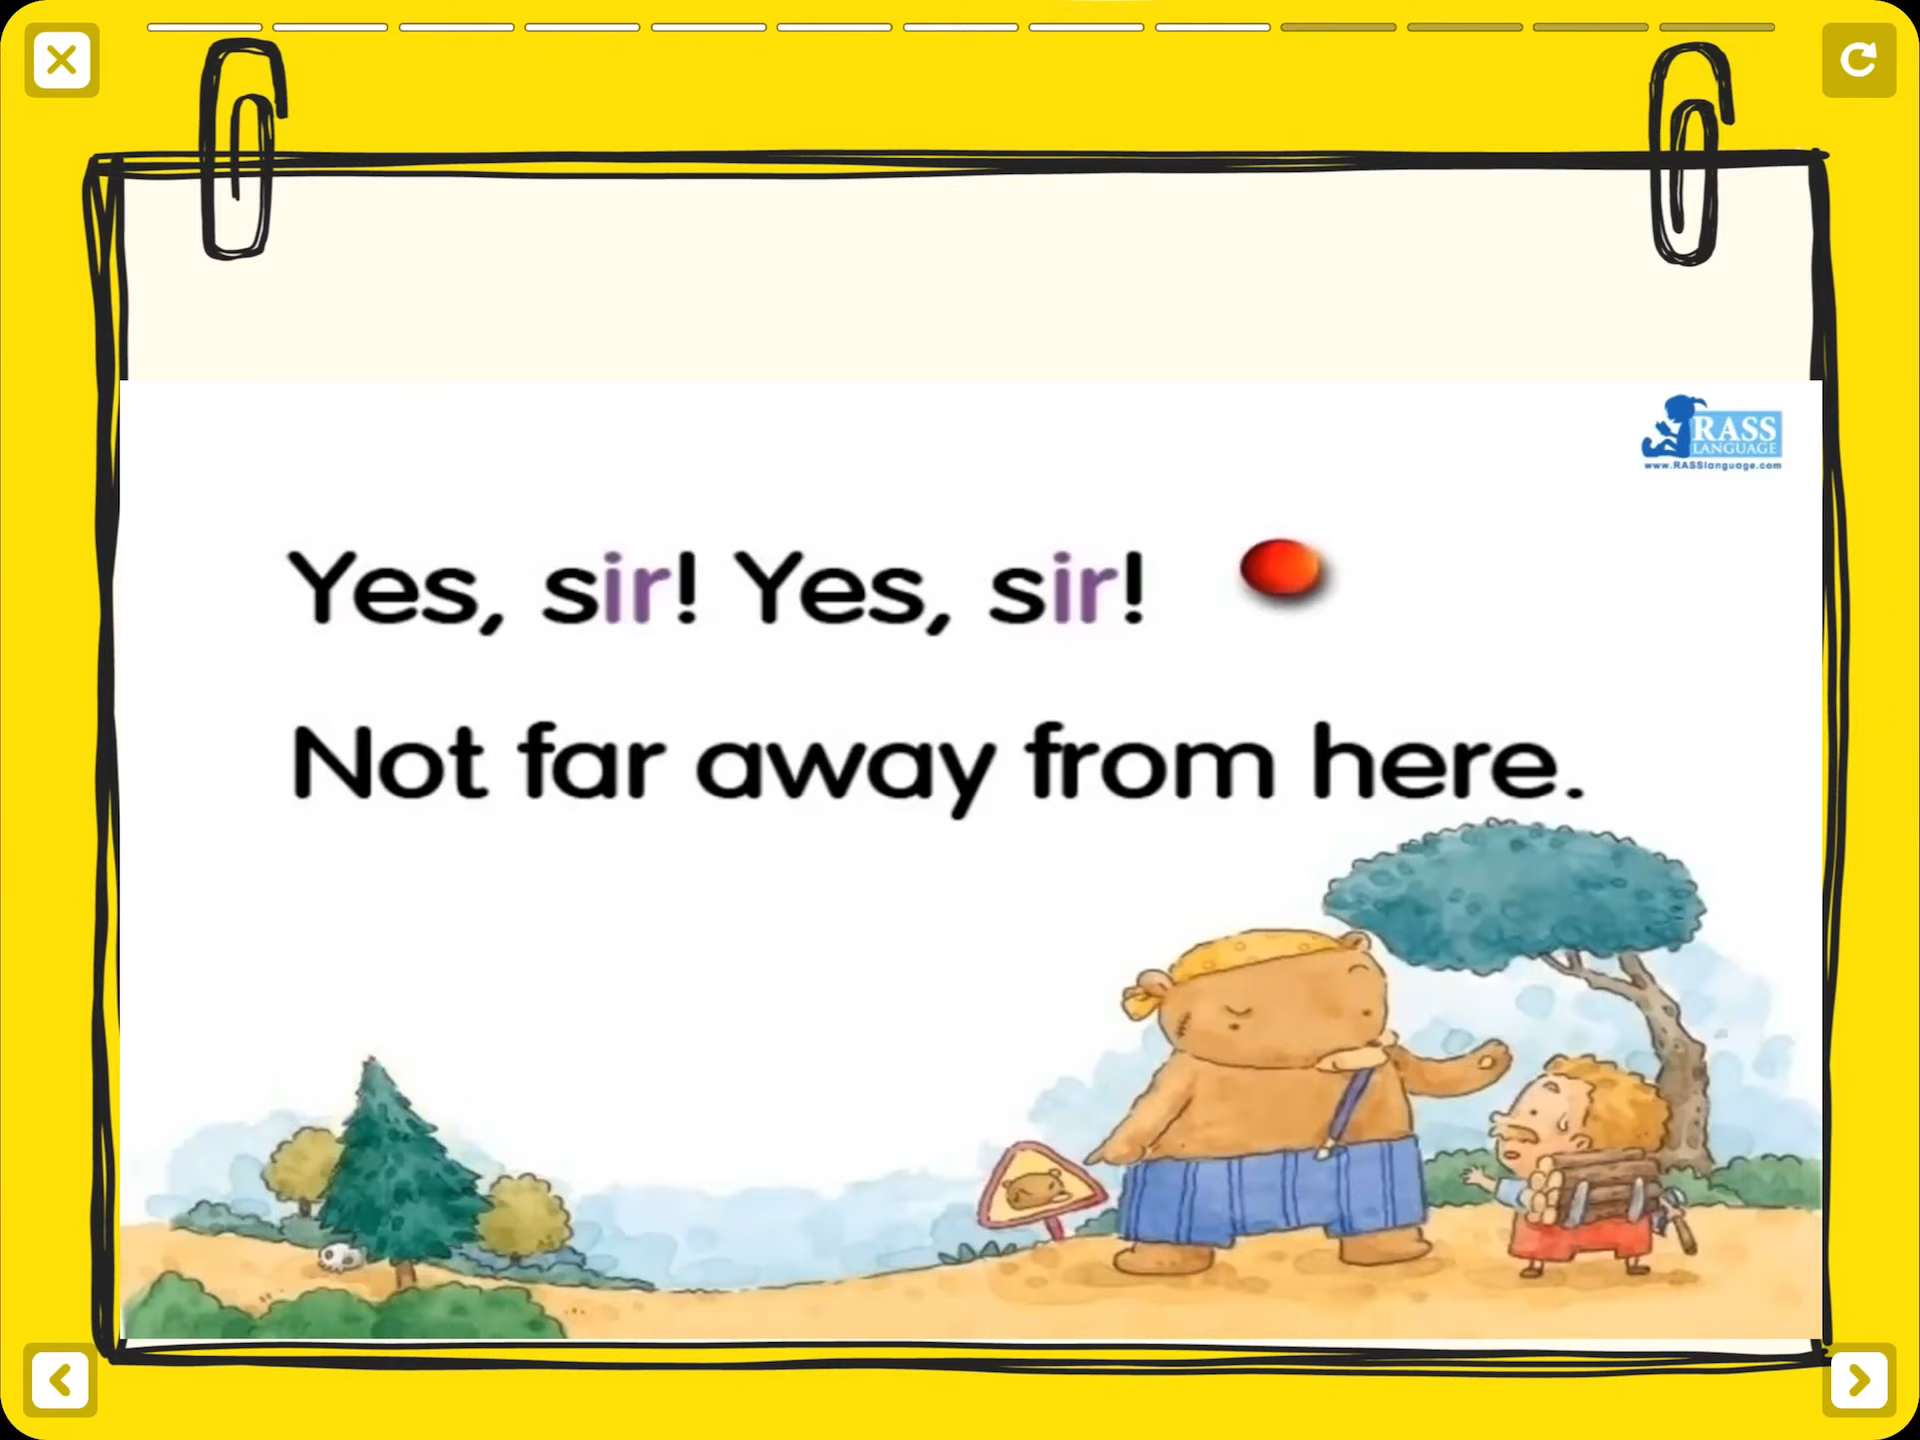 RASS
LANGUAGE
www.RASSlanguage.com
Yes, sir! Yes, sir!
Not far away from here.